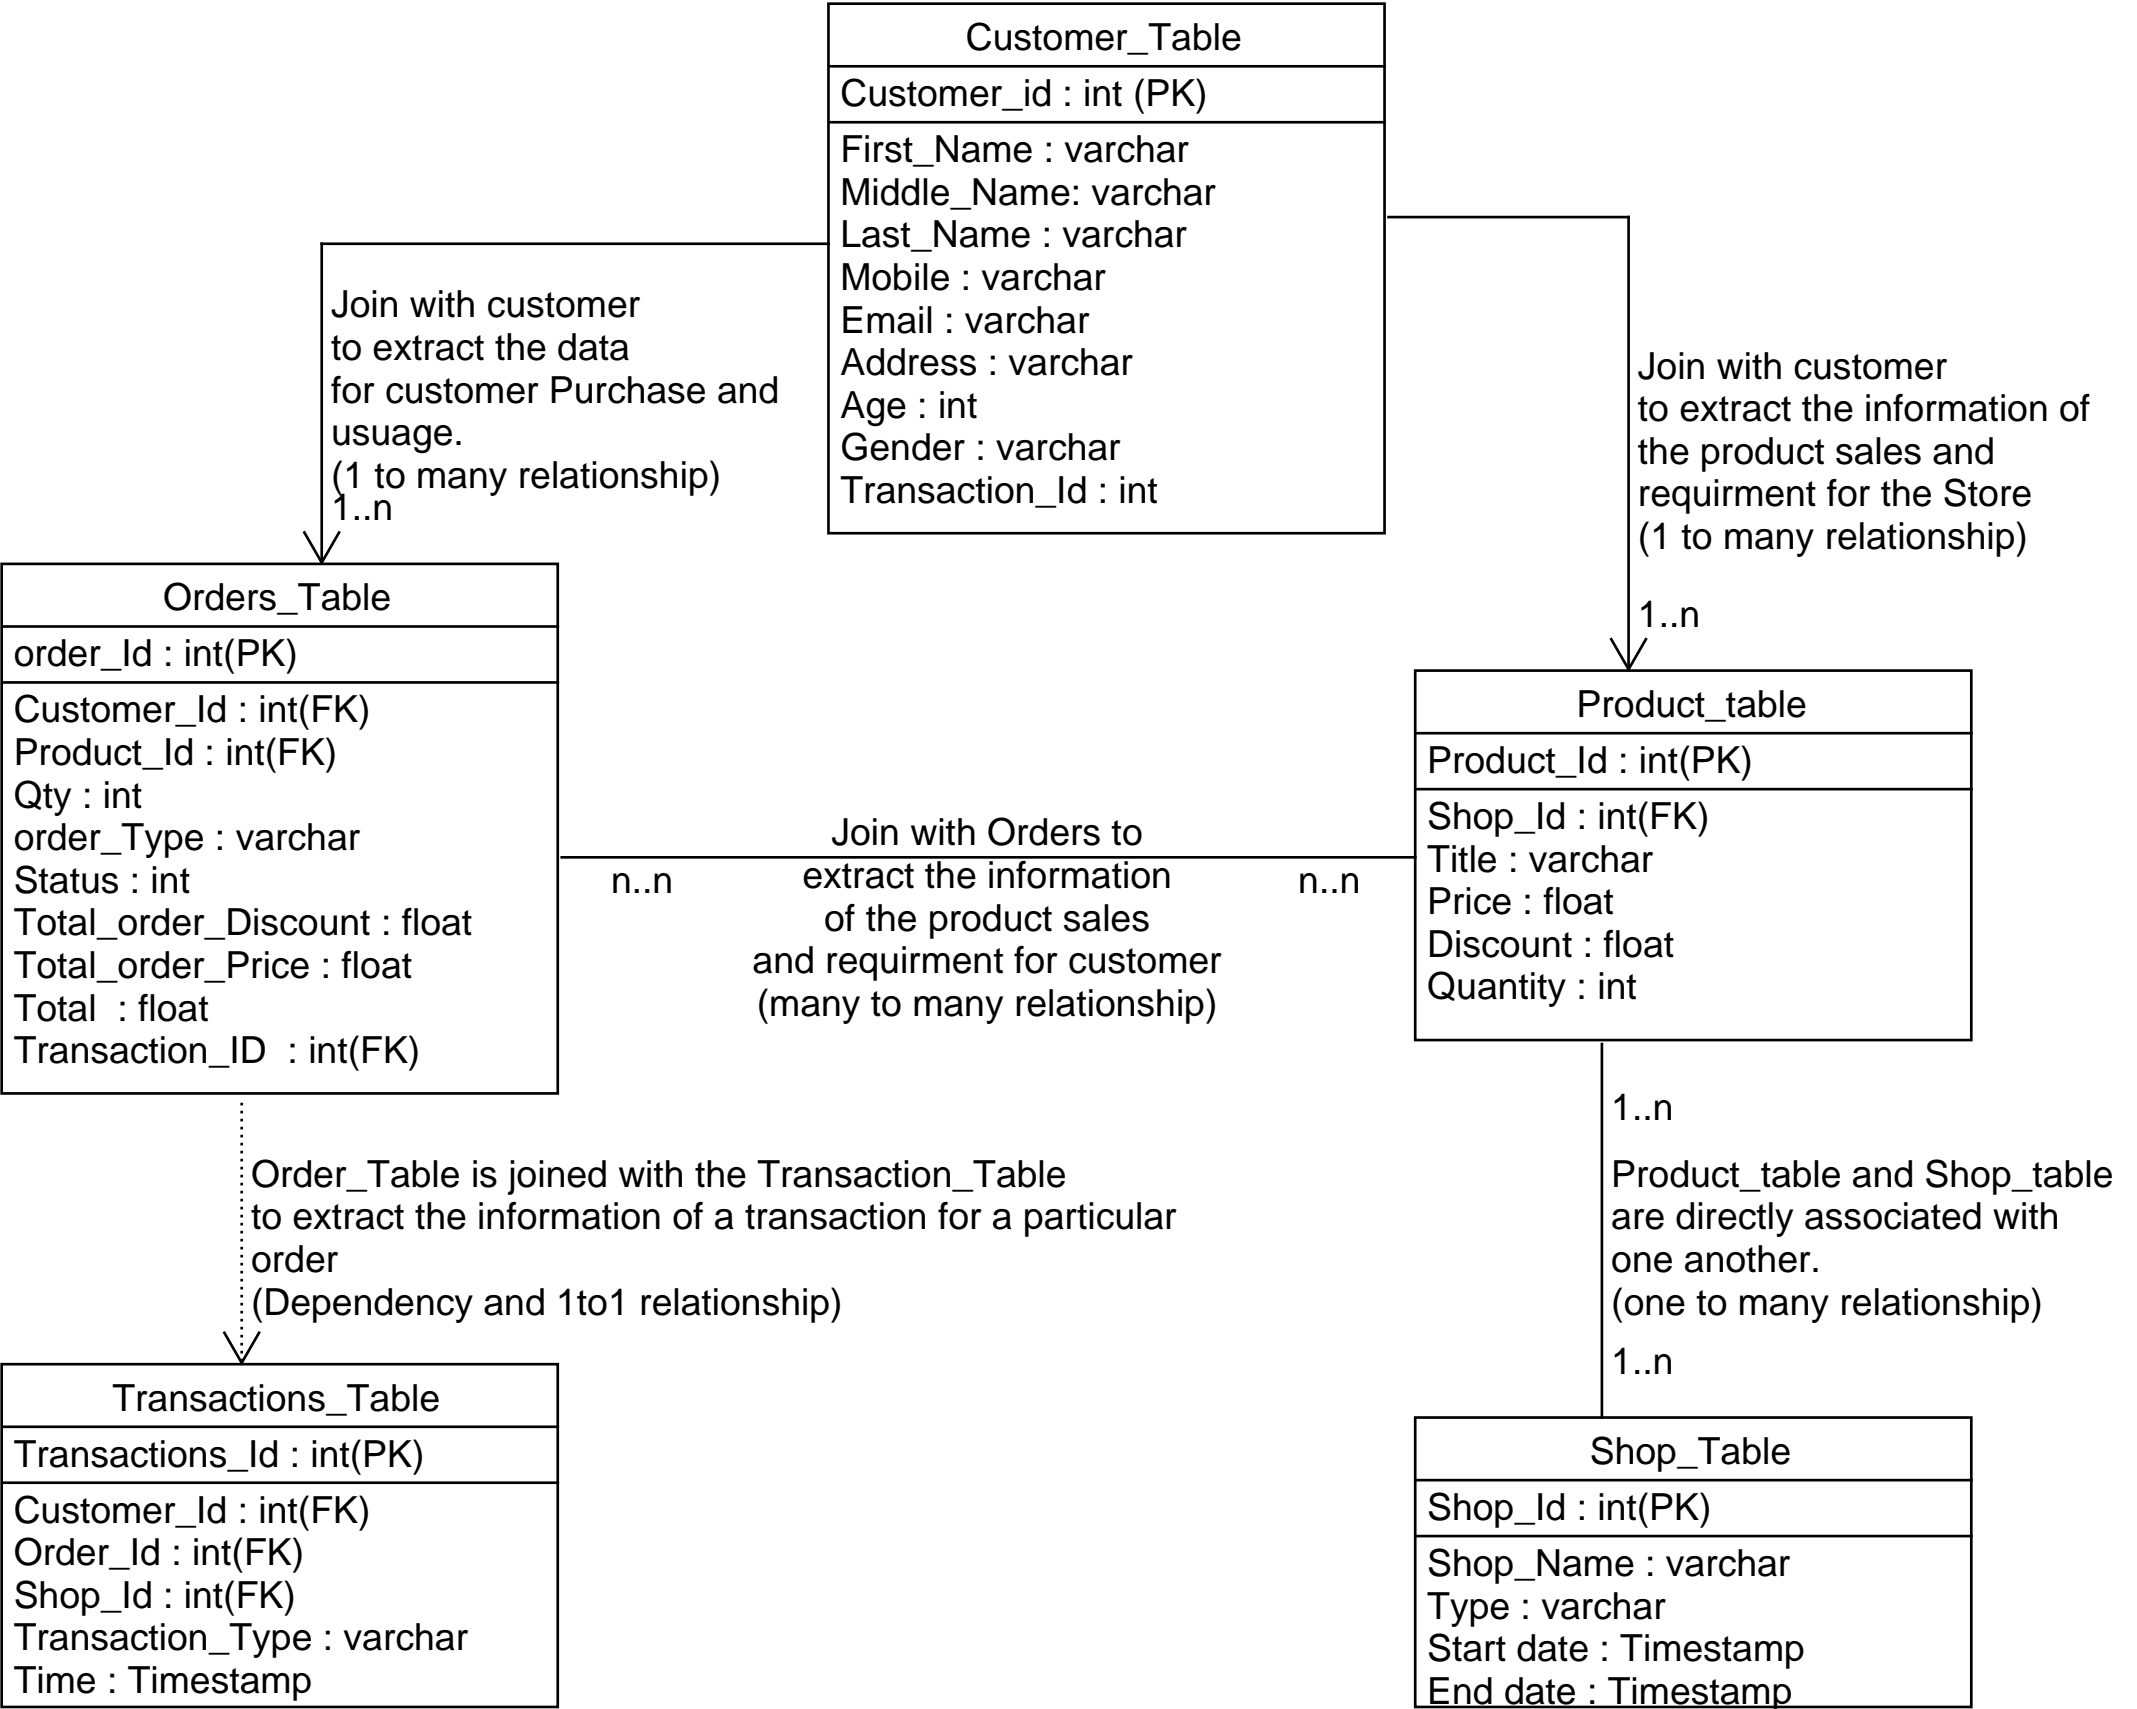 Customer_Table
Customer_id : int (PK)
First_Name : varchar
Middle_Name: varchar
Last_Name : varchar
Mobile : varchar
Email : varchar
Address : varchar
Age : int
Gender : varchar
Transaction_Id : int
Join with customer
to extract the data
for customer Purchase and
usuage.
(1 to many relationship)
1..n
Join with customer
to extract the information of
the product sales and
requirment for the Store
(1 to many relationship)
1..n
Orders_Table
order_Id : int(PK)
Customer_Id : int(FK)
Product_Id : int(FK)
Qty : int
order_Type : varchar
Status : int
Total_order_Discount : float
Total_order_Price : float
Total  : float
Transaction_ID  : int(FK)
n..n
Join with Orders to
extract the information
of the product sales
and requirment for customer
(many to many relationship)
n..n
Product_table
Product_Id : int(PK)
Shop_Id : int(FK)
Title : varchar
Price : float
Discount : float
Quantity : int
Order_Table is joined with the Transaction_Table
to extract the information of a transaction for a particular
order
(Dependency and 1to1 relationship)
1..n
Product_table and Shop_table
are directly associated with
one another.
(one to many relationship)
1..n
Transactions_Table
Transactions_Id : int(PK)
Customer_Id : int(FK)
Order_Id : int(FK)
Shop_Id : int(FK)
Transaction_Type : varchar
Time : Timestamp
Shop_Table
Shop_Id : int(PK)
Shop_Name : varchar
Type : varchar
Start date : Timestamp
End date : Timestamp